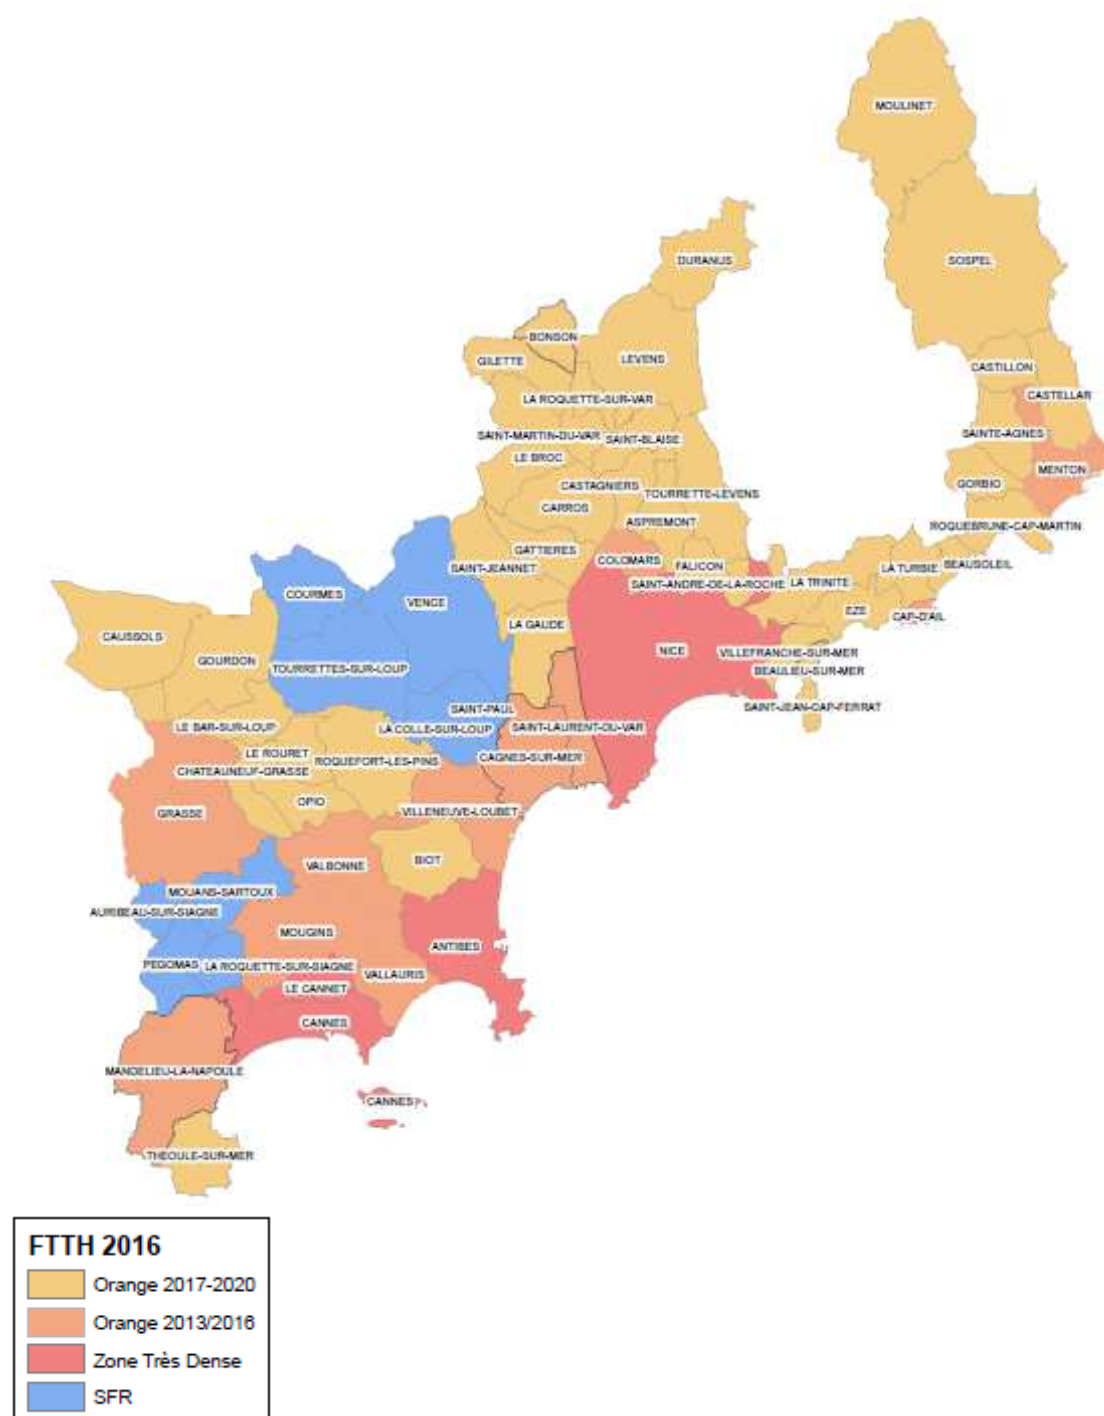 MOULINET
SOSPEL
DURANUS
BONSON
GILETTE
LEVENS
CASTILLON
CASTELLAR
LA ROQUETTE-SUR-VAR
SAINT-MARTIN-DU-VAR
SAINT-BLAISE
SAINTE-AGNES
LE BROC
MENTON
CASTAGNIERS
TOURRETTE-LEVENS
GORBIO
CARROS
ASPREMONT
ROQUEBRUNE-CAP-MARTIN
GATTIERES
COLOMARS
SAINT-JEANNET
FALICON
LA TURBIE
BEAUSOLEIL
SAINT-ANDRE-DE-LA-ROCHE
LA TRINITE
COURMES
VENCE
EZE
CAP-D'AIL
LA GAUDE
CAUSSOLS
GOURDON
TOURRETTES-SUR-LOUP
NICE
VILLEFRANCHE-SUR-MER
BEAULIEU-SUR-MER
SAINT-PAUL
SAINT-JEAN-CAP-FERRAT
LE BAR-SUR-LOUP
LA COLLE-SUR-LOUP
SAINT-LAURENT-DU-VAR
LE ROURET
ROQUEFORT-LES-PINS
CAGNES-SUR-MER
CHATEAUNEUF-GRASSE
OPIO
GRASSE
VILLENEUVE-LOUBET
VALBONNE
BIOT
MOUANS-SARTOUX
AURIBEAU-SUR-SIAGNE
MOUGINS
ANTIBES
PEGOMAS
LA ROQUETTE-SUR-SIAGNE
VALLAURIS
LE CANNET
CANNES
MANDELIEU-LA-NAPOULE
CANNES
THEOULE-SUR-MER
FTTH 2016
Orange 2017-2020
Orange 2013/2016
Zone Très Dense
SFR